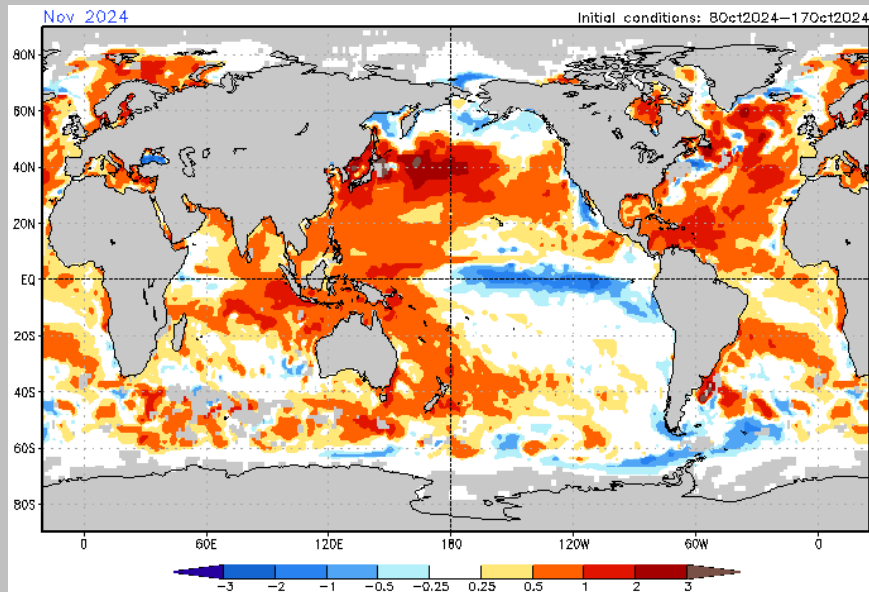 Nov 2024
Initial conditions: 8Oct2024–17Oct2024
80N
60N
40N
20N
EQ
20S
40S
60S
80S
0 60E 120E 180 120W 60W 0
-3 -2 -1 -0.5 -0.25 0.25 0.5 1 2 3